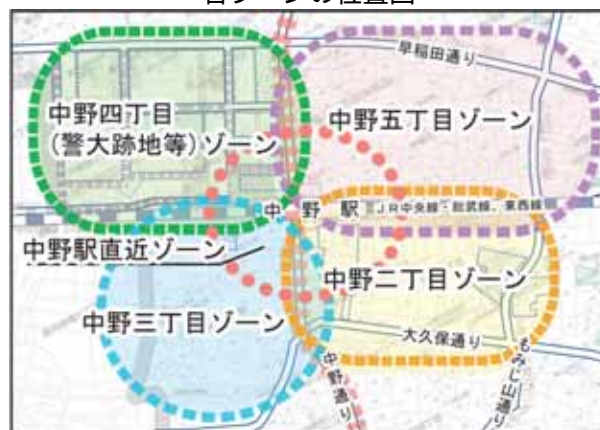 各ゾーンの位置図
早稲田通り
中野四丁目
(警大跡地等)ゾーン
中野五丁目ゾーン
中野駅
JR中央線・総武線、東西線
中野駅直近ゾーン
中野二丁目ゾーン
中野三丁目ゾーン
大久保通り
中野通り
もみじ山通り